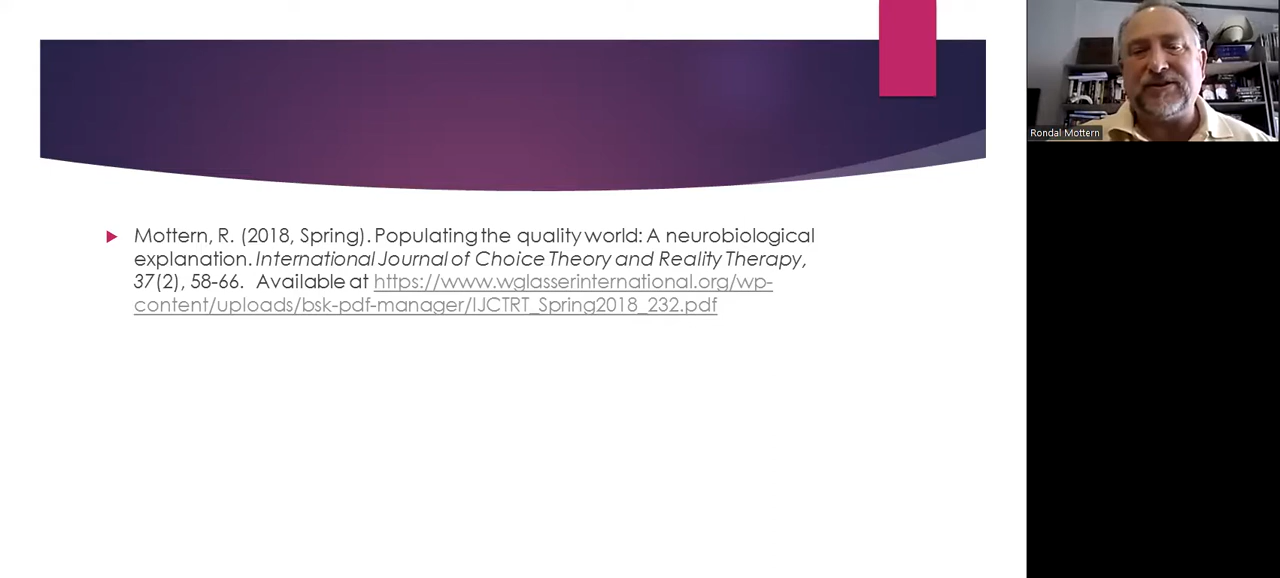 Mottern, R. (2018, Spring). Populating the quality world: A neurobiological
explanation. International Journal of Choice Theory and Reality Therapy,
37(2), 58-66. Available at https://www.wglasserinternational.org/wp-
content/uploads/bsk-pdf-manager/IJCTRT_Spring2018_232.pdf
Rondal Mottern